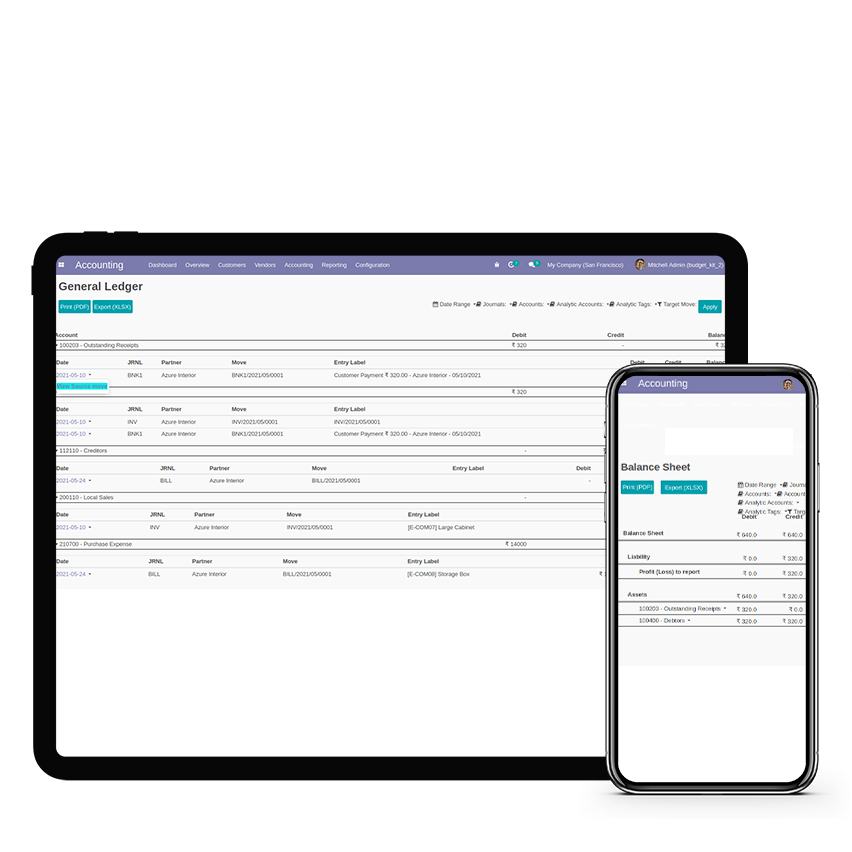 Accounting Dashboard Overview Customers Vendors Accounting Reporting Configuration My Company (San Francisco) Mitchell Admin (budget_kit_2)
General Ledger
Print (PDF) Export (XLSX) Date Range Journals: Accounts: Analytic Accounts: Analytic Tags: Target Move: Apply
Account Debit Credit Balanc
100203 - Outstanding Receipts ₹ 320 -
Date JRNL Partner Move Entry Label Debit Credit Balanc
2021-05-10 BNK1 Azure Interior BNK1/2021/05/0001 Customer Payment ₹ 320.00 - Azure Interior - 05/10/2021
View Source move
₹ 320
Date JRNL Partner Move Entry Label
2021-05-10 INV Azure Interior INV/2021/05/0001 INV/2021/05/0001
2021-05-10 BNK1 Azure Interior BNK1/2021/05/0001 Customer Payment ₹ 320.00 - Azure Interior - 05/10/2021
112110 - Creditors -
Date JRNL Partner Move Entry Label Debit
2021-05-24 BILL Azure Interior BILL/2021/05/0001 -
200110 - Local Sales -
Date JRNL Partner Move Entry Label
2021-05-10 INV Azure Interior INV/2021/05/0001 [E-COM07] Large Cabinet
210700 - Purchase Expense ₹ 14000
Date JRNL Partner Move Entry Label
2021-05-24 BILL Azure Interior BILL/2021/05/0001 [E-COM08] Storage Box
Accounting
Balance Sheet
Print (PDF) Export (XLSX)
Date Range Journa
Accounts: Account
Analytic Accounts:
Analytic Tags: Targ
Debit Credit
Balance Sheet ₹ 640.0 ₹ 640.0
Liability ₹ 0.0 ₹ 320.0
Profit (Loss) to report ₹ 0.0 ₹ 320.0
Assets ₹ 640.0 ₹ 320.0
100203 - Outstanding Receipts ₹ 320.0 ₹ 0.0
100400 - Debtors ₹ 320.0 ₹ 320.0